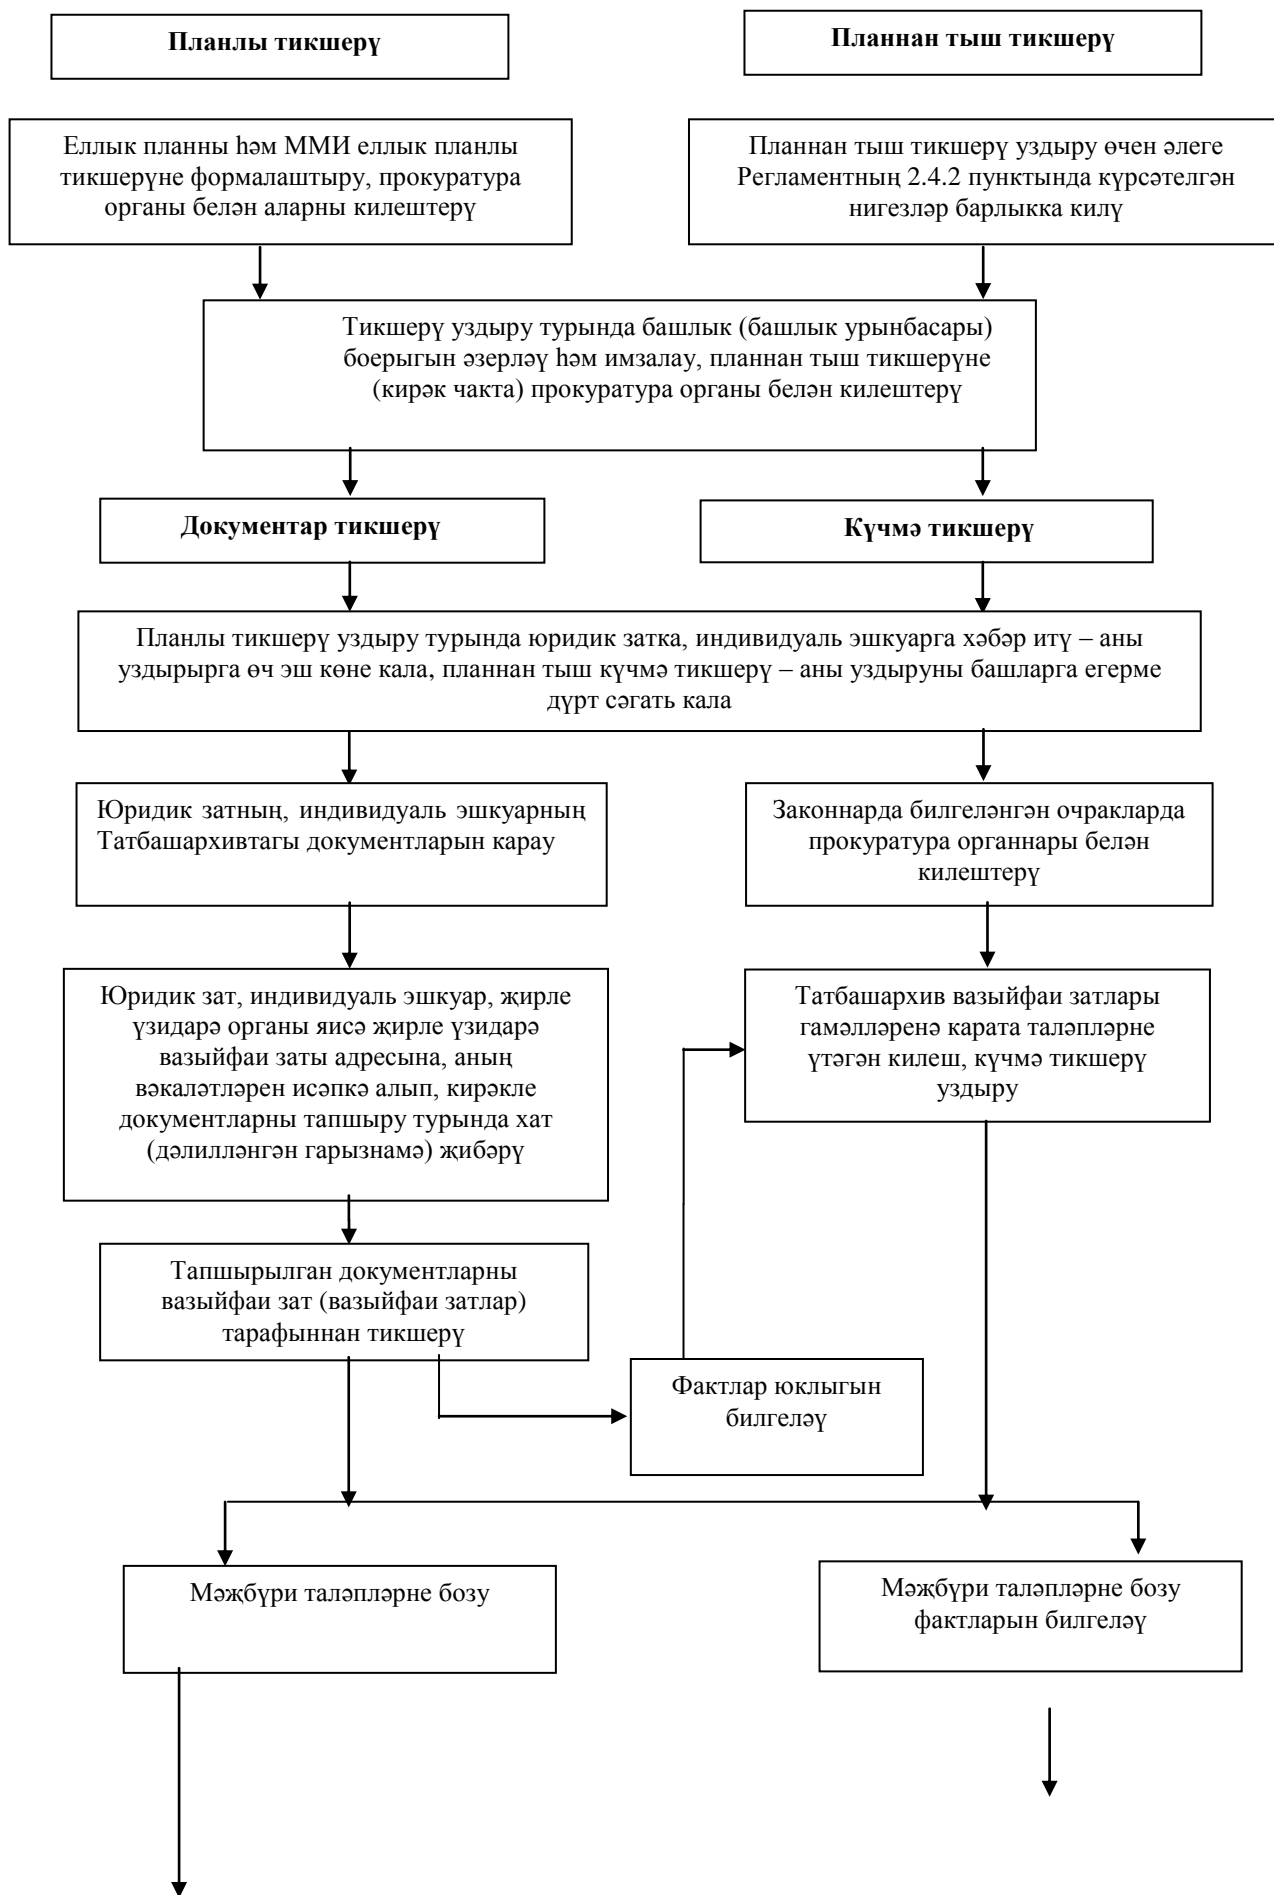 Планлы тикшерү
Планнан тыш тикшерү
Еллык планны һәм ММИ еллык планлы
тикшерүне формалаштыру, прокуратура
органы белән аларны килештерү
Планнан тыш тикшерү уздыру өчен әлеге
Регламентның 2.4.2 пунктында күрсәтелгән
нигезләр барлыкка килү
Тикшерү уздыру турында башлык (башлык урынбасары)
боерыгын әзерләү һәм имзалау, планнан тыш тикшерүне
(кирәк чакта) прокуратура органы белән килештерү
Документар тикшерү
Күчмә тикшерү
Планлы тикшерү уздыру турында юридик затка, индивидуаль эшкуарга хәбәр итү – аны
уздырырга өч эш көне кала, планнан тыш күчмә тикшерү – аны уздыруны башларга егерме
дүрт сәгать кала
Юридик затның, индивидуаль эшкуарның
Татбашархивтагы документларын карау
Законнарда билгеләнгән очракларда
прокуратура органнары белән
килештерү
Юридик зат, индивидуаль эшкуар, җирле
үзидарә органы яисә җирле үзидарә
вазыйфаи заты адресына, аның
вәкаләтләрен исәпкә алып, кирәкле
документларны тапшыру турында хат
(дәлилләнгән гарызнамә) җибәрү
Татбашархив вазыйфаи затлары
гамәлләренә карата таләпләрне
үтәгән килеш, күчмә тикшерү
уздыру
Тапшырылган документларны
вазыйфаи зат (вазыйфаи затлар)
тарафыннан тикшерү
Фактлар юклыгын
билгеләү
Мәҗбүри таләпләрне бозу
Мәҗбүри таләпләрне бозу
фактларын билгеләү